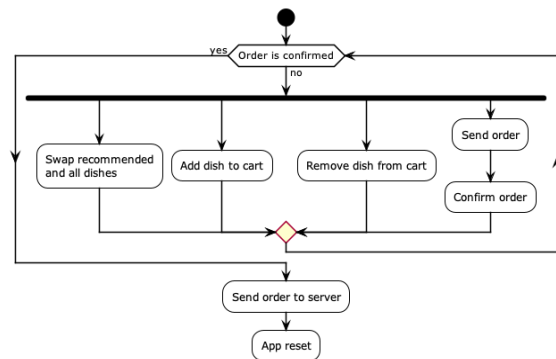 yes
Order is confirmed
no
Swap recommended
and all dishes
Add dish to cart
Remove dish from cart
Send order
Confirm order
Send order to server
App reset